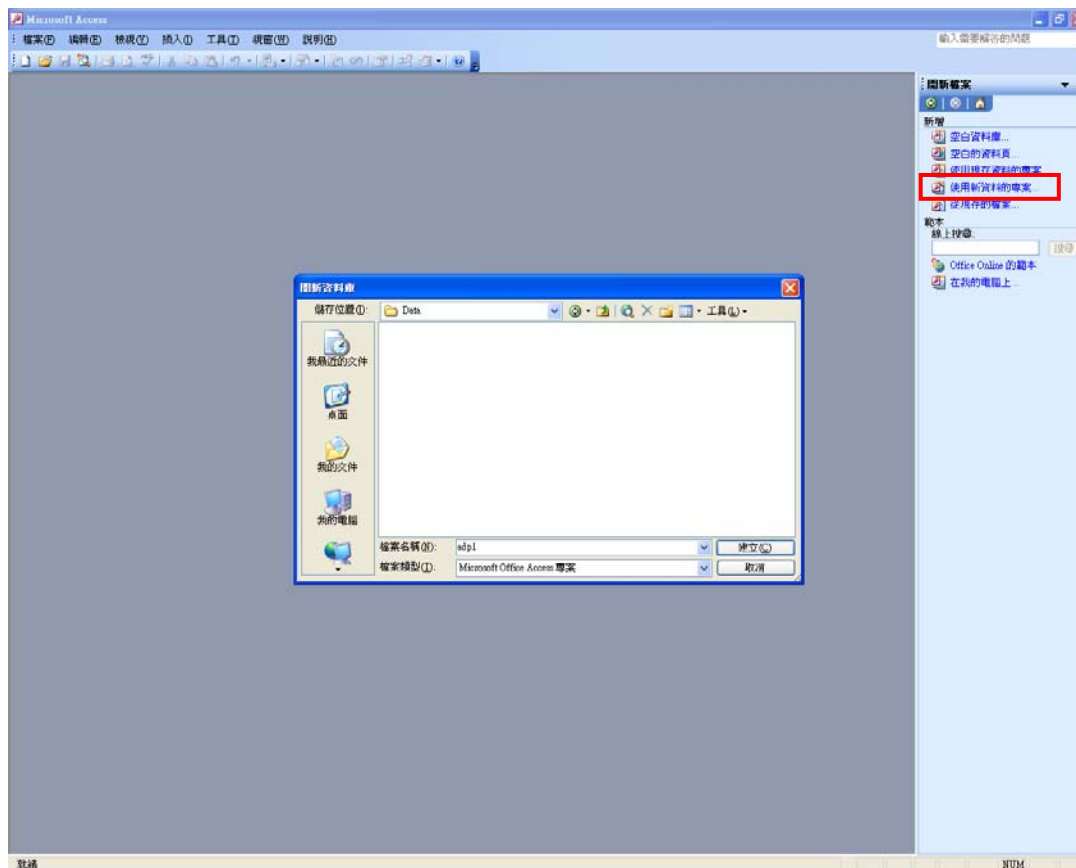 Microsoft Access
檔案(F) 編輯(E) 檢視(V) 插入(I) 工具(T) 視窗(W) 說明(H)
輸入需要解答的問題
開新檔案
新增
空白資料庫...
空白的資料頁...
使用現存資料的專案...
使用新資料的專案...
從現存的檔案...
範本
線上搜尋:
搜尋
Office Online 的範本
在我的電腦上...
開新資料庫
儲存位置(I): Data 工具(L)
我最近的文件
桌面
我的文件
我的電腦
檔案名稱(N): adp1 建立(C)
檔案類型(T): Microsoft Office Access 專案 取消
就緒 NUM